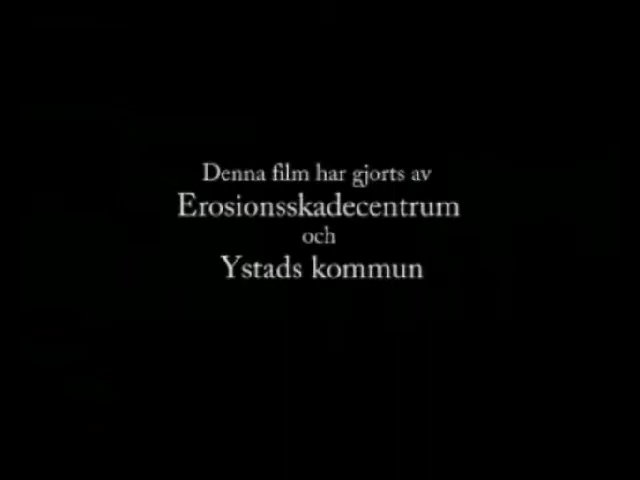 Denna film har gjorts av
Erosionsskadecentrum
och
Ystads kommun